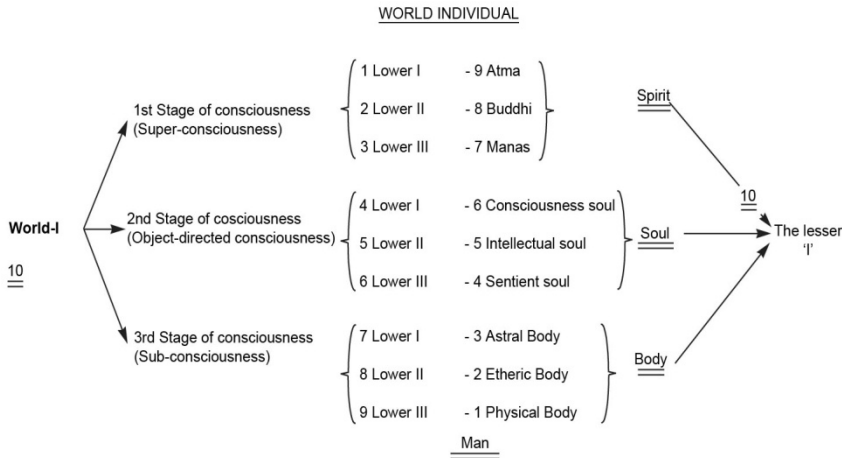 WORLD INDIVIDUAL
1 Lower I - 9 Atma
1st Stage of consciousness 2 Lower II - 8 Buddhi Spirit
(Super-consciousness)
3 Lower III - 7 Manas
10
4 Lower I - 6 Consciousness soul
World-I 2nd Stage of cosciousness The lesser
(Object-directed consciousness) 5 Lower II - 5 Intellectual soul Soul 'I'
10 6 Lower III - 4 Sentient soul
3rd Stage of consciousness 7 Lower I - 3 Astral Body
(Sub-consciousness) Body
8 Lower II - 2 Etheric Body
9 Lower III - 1 Physical Body
Man